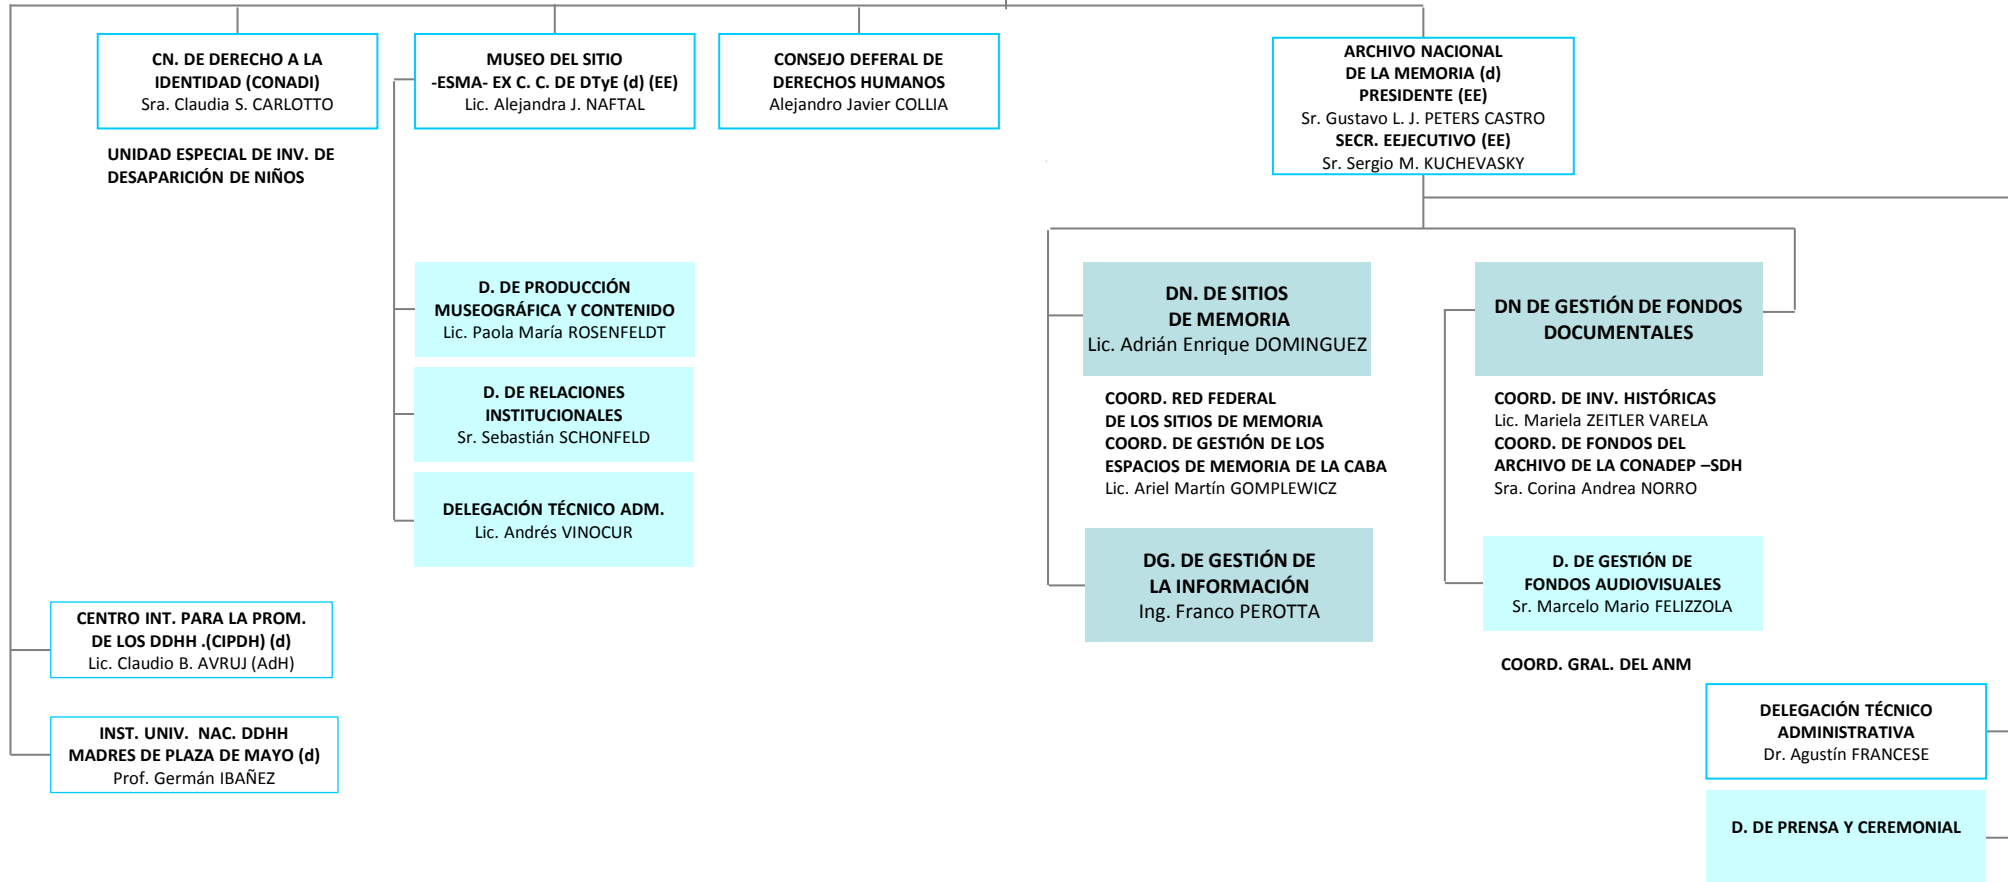 CN. DE DERECHO A LA
IDENTIDAD (CONADI)
Sra. Claudia S. CARLOTTO
UNIDAD ESPECIAL DE INV. DE
DESAPARICIÓN DE NIÑOS
MUSEO DEL SITIO
-ESMA- EX C. C. DE DTyE (d) (EE)
Lic. Alejandra J. NAFTAL
CONSEJO DEFERAL DE
DERECHOS HUMANOS
Alejandro Javier COLLIA
ARCHIVO NACIONAL
DE LA MEMORIA (d)
PRESIDENTE (EE)
Sr. Gustavo L. J. PETERS CASTRO
SECR. EEJECUTIVO (EE)
Sr. Sergio M. KUCHEVASKY
D. DE PRODUCCIÓN
MUSEOGRÁFICA Y CONTENIDO
Lic. Paola María ROSENFELDT
D. DE RELACIONES
INSTITUCIONALES
Sr. Sebastián SCHONFELD
DELEGACIÓN TÉCNICO ADM.
Lic. Andrés VINOCUR
DN. DE SITIOS
DE MEMORIA
Lic. Adrián Enrique DOMINGUEZ
COORD. RED FEDERAL
DE LOS SITIOS DE MEMORIA
COORD. DE GESTIÓN DE LOS
ESPACIOS DE MEMORIA DE LA CABA
Lic. Ariel Martín GOMPLEWICZ
DG. DE GESTIÓN DE
LA INFORMACIÓN
Ing. Franco PEROTTA
DN DE GESTIÓN DE FONDOS
DOCUMENTALES
COORD. DE INV. HISTÓRICAS
Lic. Mariela ZEITLER VARELA
COORD. DE FONDOS DEL
ARCHIVO DE LA CONADEP –SDH
Sra. Corina Andrea NORRO
D. DE GESTIÓN DE
FONDOS AUDIOVISUALES
Sr. Marcelo Mario FELIZZOLA
COORD. GRAL. DEL ANM
CENTRO INT. PARA LA PROM.
DE LOS DDHH .(CIPDH) (d)
Lic. Claudio B. AVRUJ (AdH)
INST. UNIV. NAC. DDHH
MADRES DE PLAZA DE MAYO (d)
Prof. Germán IBAÑEZ
DELEGACIÓN TÉCNICO
ADMINISTRATIVA
Dr. Agustín FRANCESE
D. DE PRENSA Y CEREMONIAL